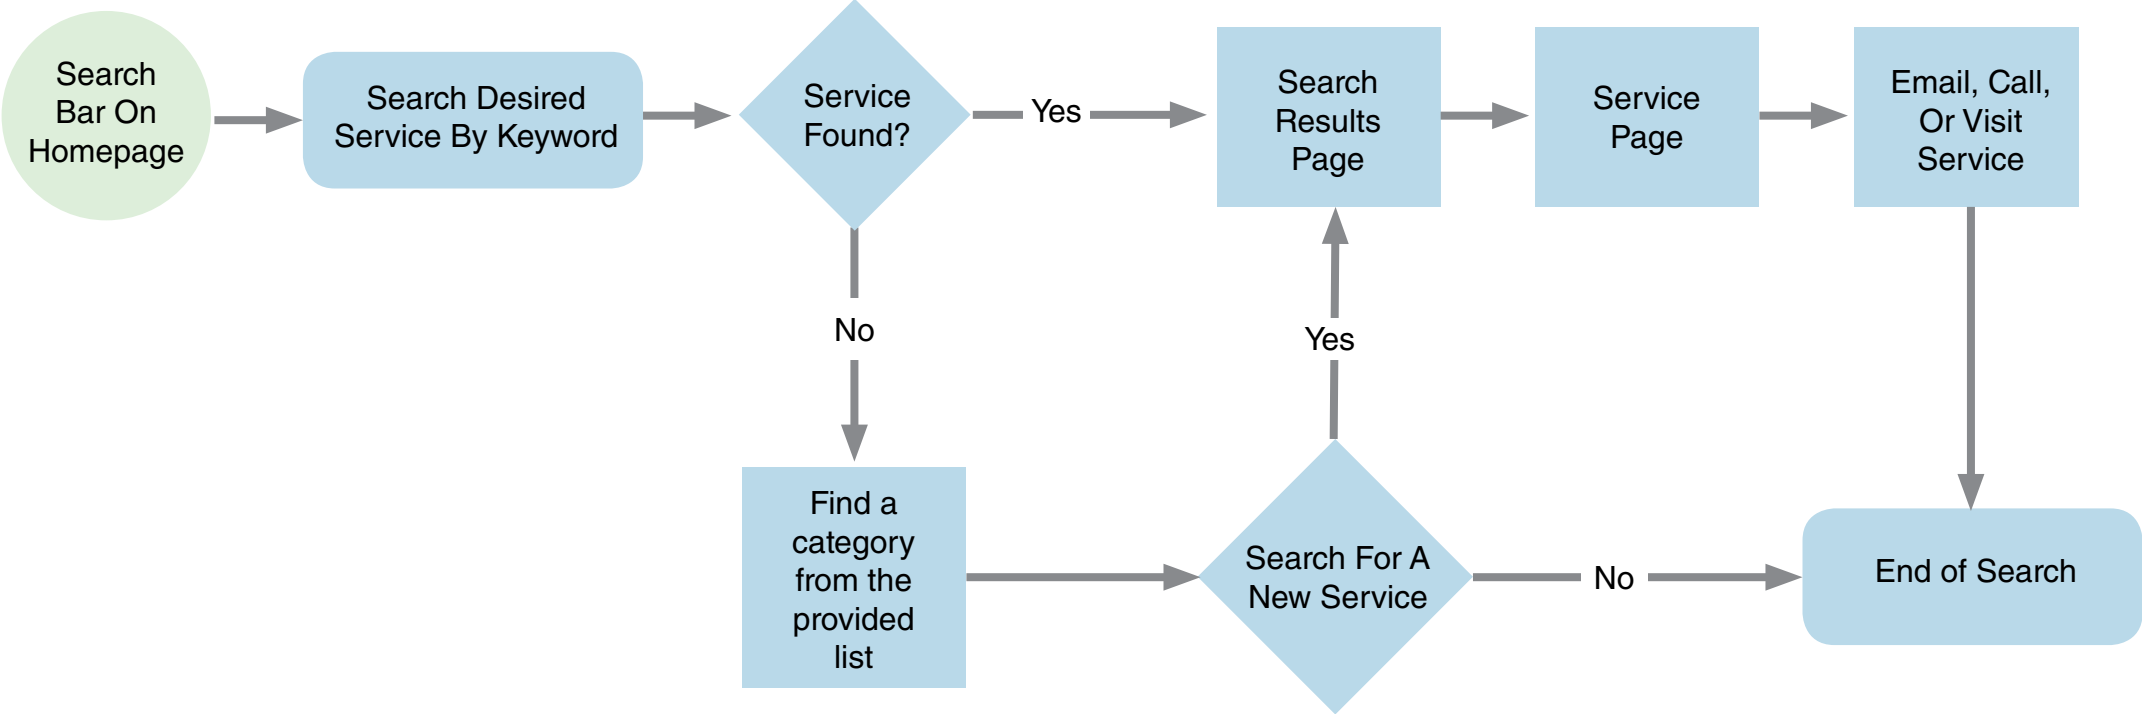 Search
Bar On
Homepage
Search Desired
Service By Keyword
Service
Found?
Yes
Search
Results
Page
Service
Page
Email, Call,
Or Visit
Service
No
Yes
Find a
category
from the
provided
list
Search For A
New Service
No
End of Search